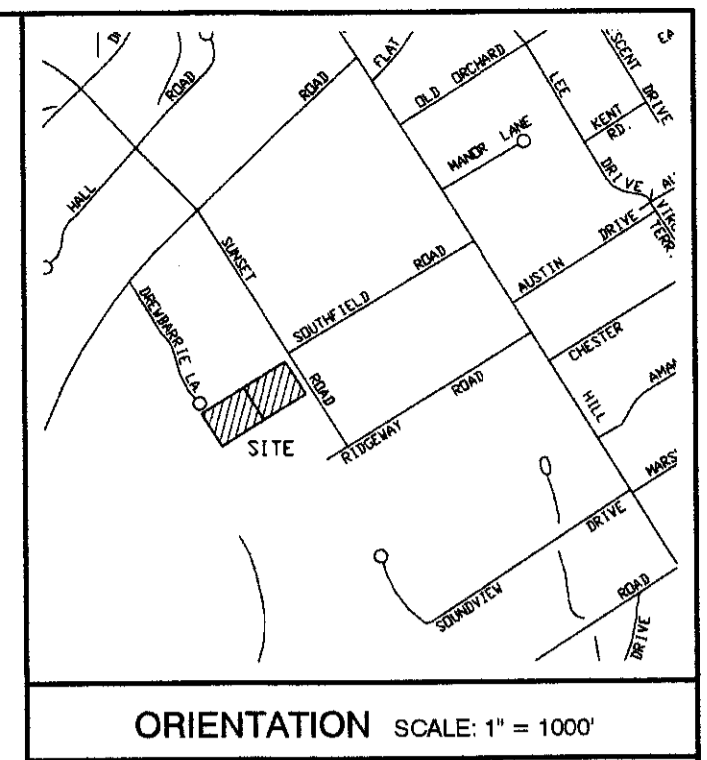 HALL
ROAD
ROAD
FLAT
OLD ORCHARD
LEE
DRIVE
KENT
RD.
DRIVE
MANOR LANE
SUNSET
ROAD
SOUTHFIELD ROAD
AUSTIN DRIVE
TERR.
DREWBARRIE LA.
SITE
RIDGEWAY ROAD
CHESTER
HILL
SOUNDVIEW DRIVE
ROAD
DRIVE
ORIENTATION SCALE: 1" = 1000'